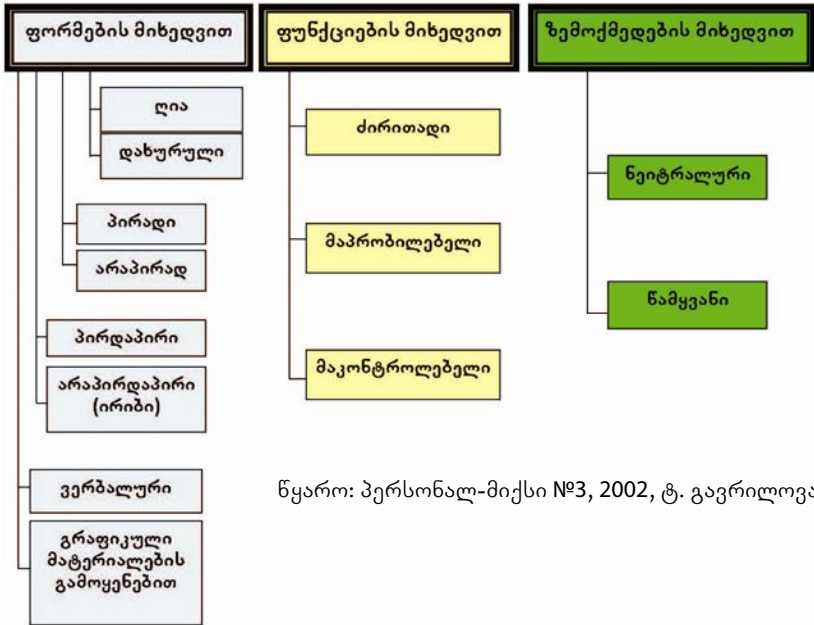 ფორმების მიხედვით
ღია
დახურული
პირადი
არაპირად
პირდაპირი
არაპირდაპირი
(ირიბი)
ვერბალური
გრაფიკული
მატერიალების
გამოყენებით
ფუნქციების მიხედვით
ძირითადი
მაპრობილებელი
მაკონტროლებელი
ზემოქმედების მიხედვით
ნეიტრალური
წამყვანი
წყარო: პერსონალ-მიქსი №3, 2002, ტ. გავრილოვა